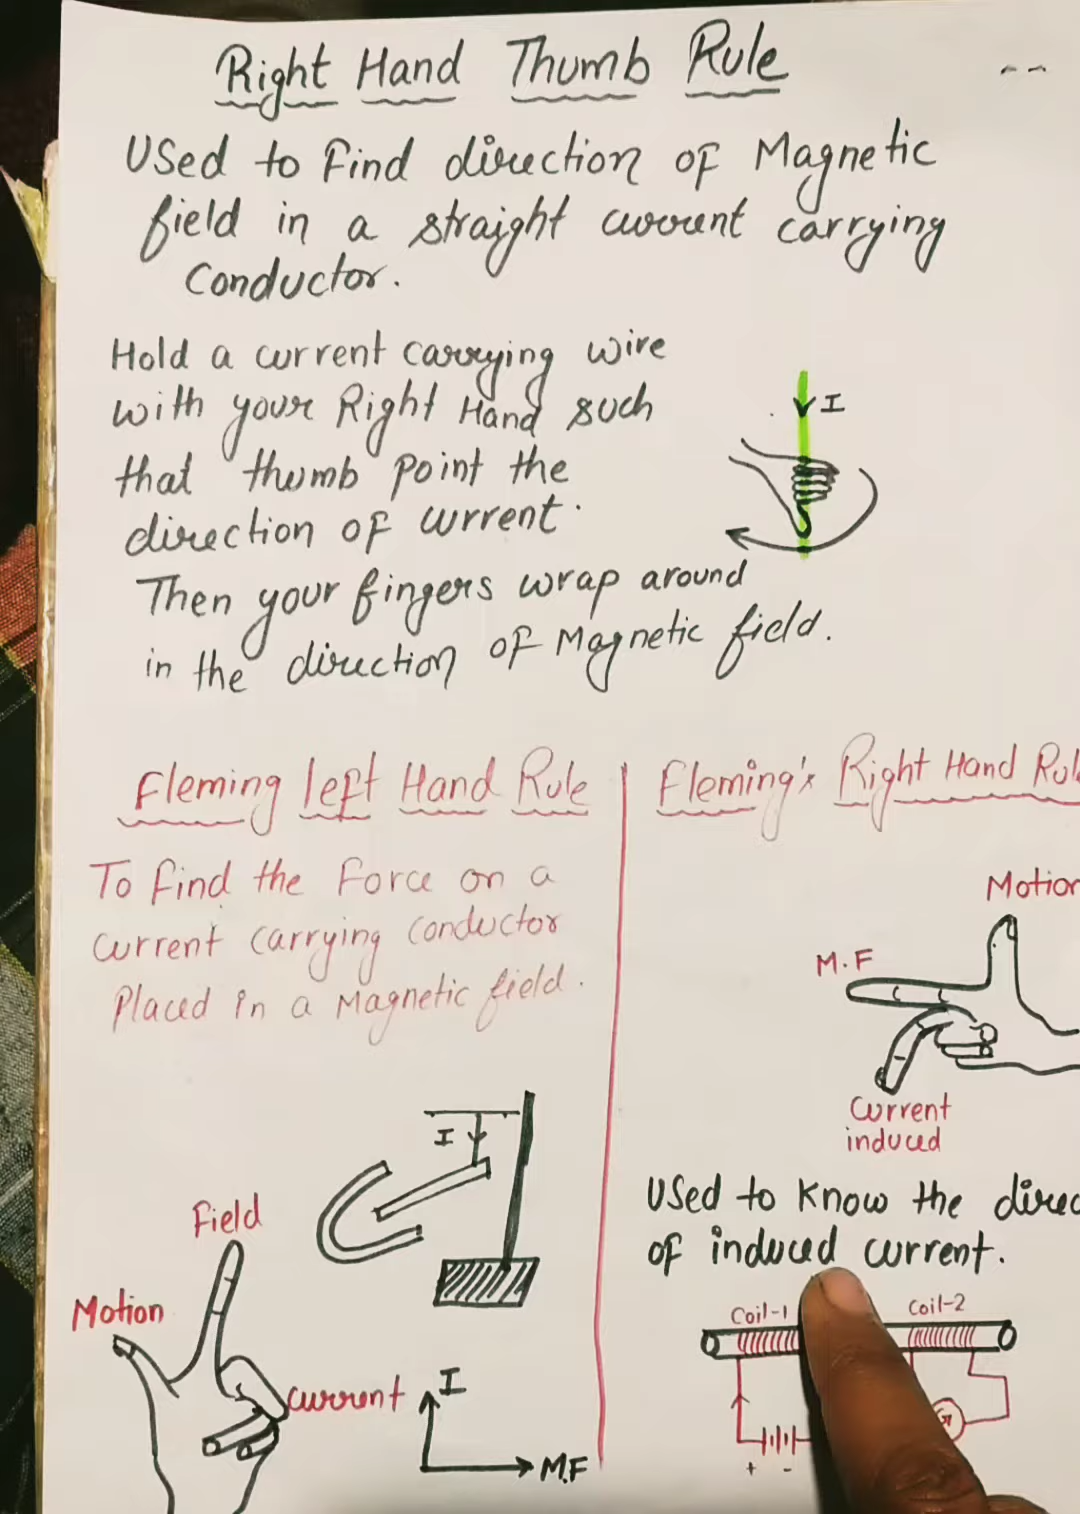 Right Hand Thumb Rule
Used to find direction of Magnetic
field in a straight current carrying
Conductor.
Hold a current carrying wire
with your Right Hand such
that thumb point the
direction of current.
Then your fingers wrap around
in the direction of Magnetic field.
I
Fleming left Hand Rule
To find the Force on a
current carrying conductor
Placed in a Magnetic field.
I
Field
Motion
current
I
M.F
Fleming's Right Hand Rul
Motion
M.F
Current
induced
Used to know the direc
of induced current.
Coil-1
Coil-2
G
+ -